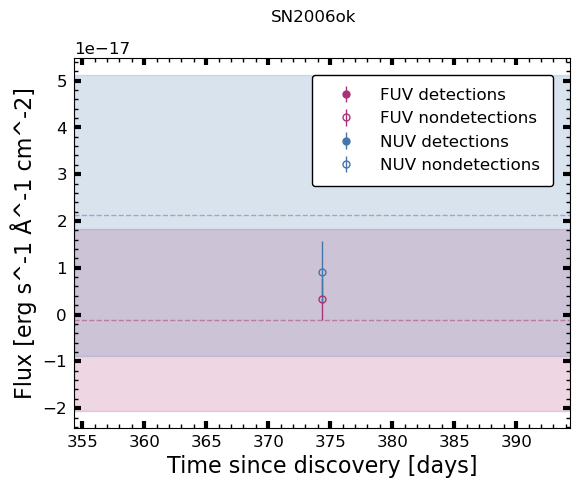 SN2006ok
1e−17
5
4
3
2
1
0
−1
−2
FUV detections
FUV nondetections
NUV detections
NUV nondetections
355 360 365 370 375 380 385 390
Time since discovery [days]
Flux [erg s^-1 Å^-1 cm^-2]